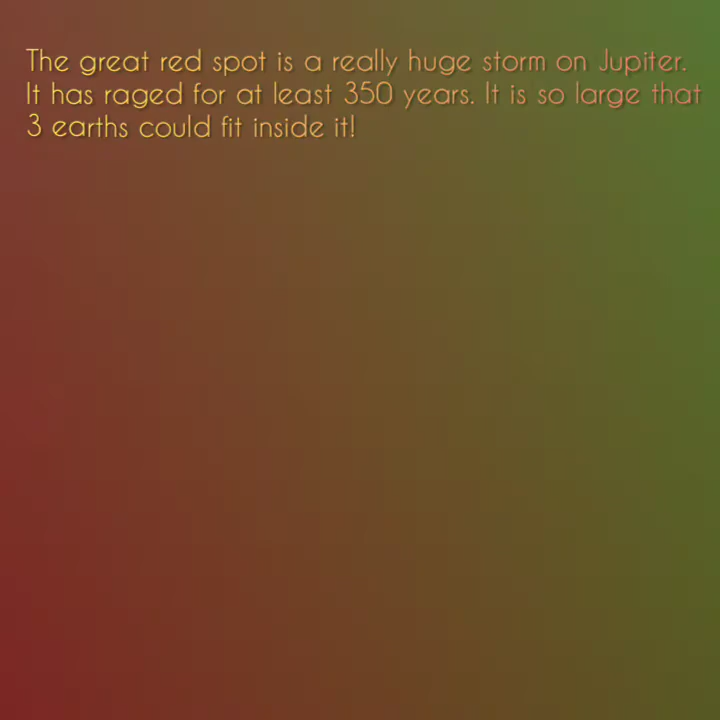 The great red spot is a really huge storm on Jupiter.
It has raged for at least 350 years. It is so large that
3 earths could fit inside it!